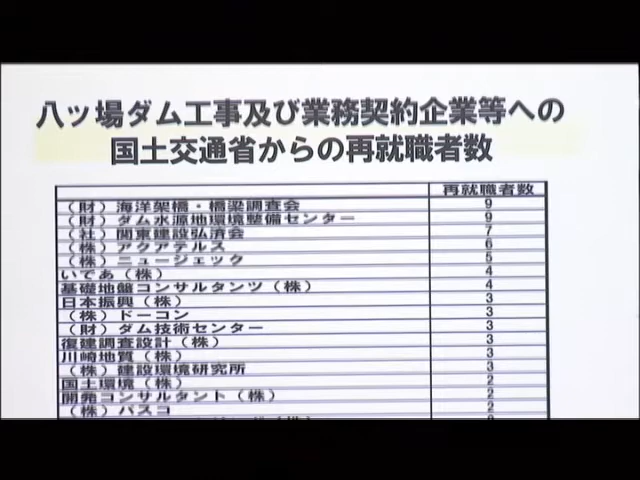 八ッ場ダム工事及び業務契約企業等への
国土交通省からの再就職者数
再就職者数
（財）海洋架橋・橋梁調査会 9
（財）ダム水源地環境整備センター 9
（社）関東建設弘済会 7
（株）アクアテルス 6
（株）ニュージェック 5
いであ（株） 4
基礎地盤コンサルタンツ（株） 4
日本振興（株） 3
（株）ドーコン 3
（財）ダム技術センター 3
復建調査設計（株） 3
川崎地質（株） 3
（株）建設環境研究所 3
国土環境（株） 2
開発コンサルタント（株） 2
（株）パスコ 2